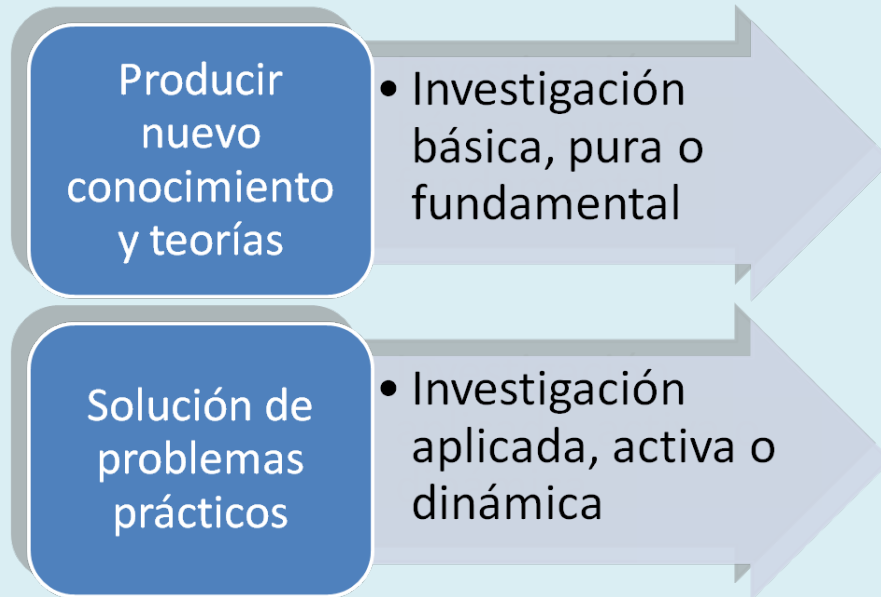 Producir
nuevo
conocimiento
y teorías
• Investigación
básica, pura o
fundamental
Solución de
problemas
prácticos
• Investigación
aplicada, activa o
dinámica